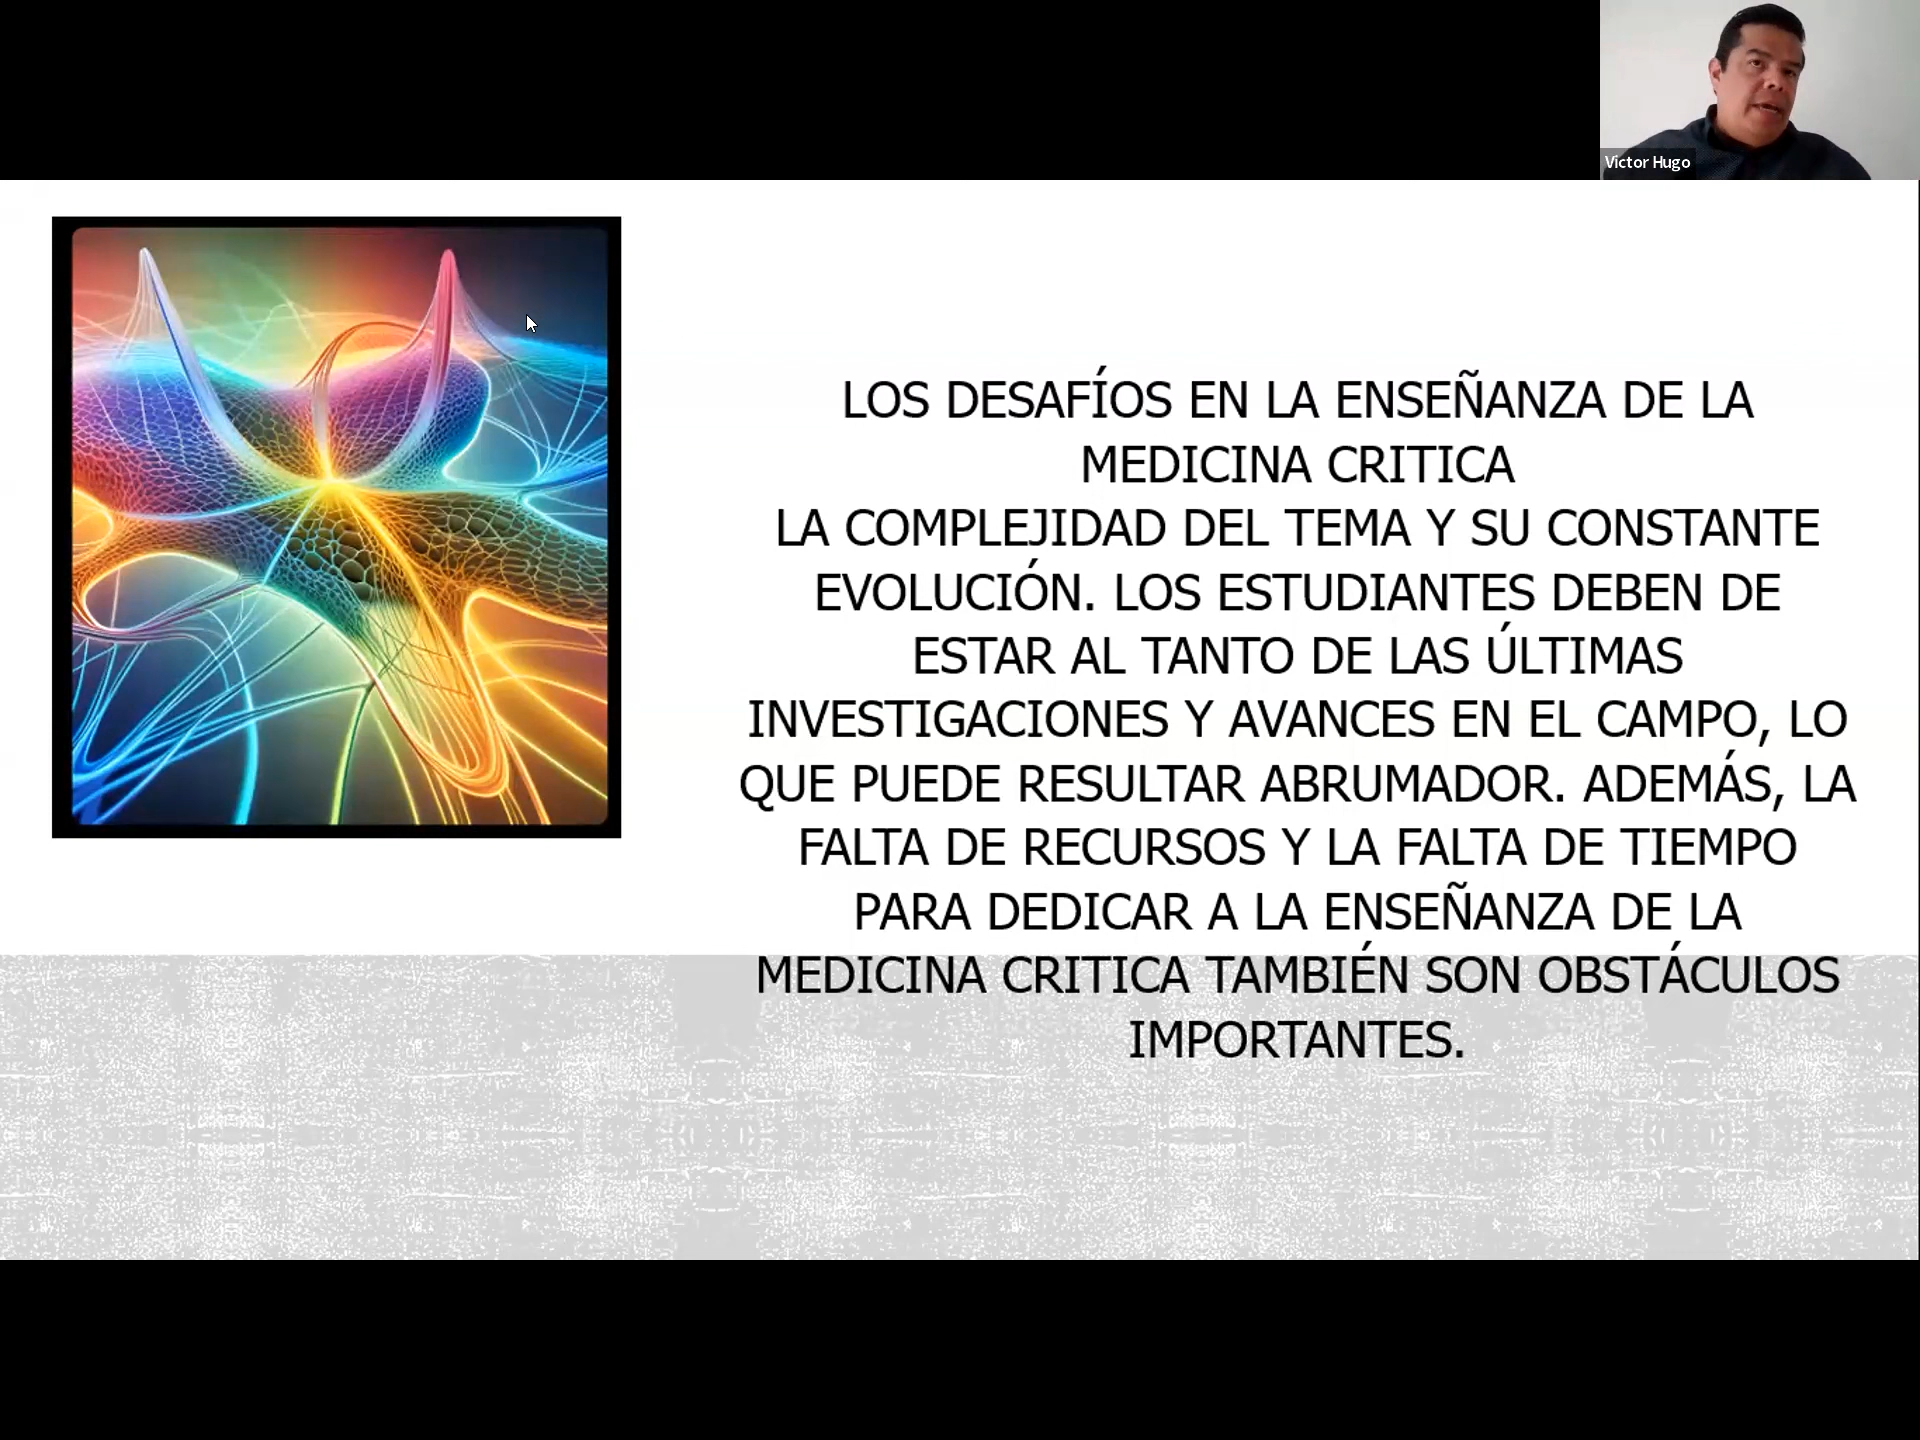 Victor Hugo
LOS DESAFÍOS EN LA ENSEÑANZA DE LA
MEDICINA CRITICA
LA COMPLEJIDAD DEL TEMA Y SU CONSTANTE
EVOLUCIÓN. LOS ESTUDIANTES DEBEN DE
ESTAR AL TANTO DE LAS ÚLTIMAS
INVESTIGACIONES Y AVANCES EN EL CAMPO, LO
QUE PUEDE RESULTAR ABRUMADOR. ADEMÁS, LA
FALTA DE RECURSOS Y LA FALTA DE TIEMPO
PARA DEDICAR A LA ENSEÑANZA DE LA
MEDICINA CRITICA TAMBIÉN SON OBSTÁCULOS
IMPORTANTES.